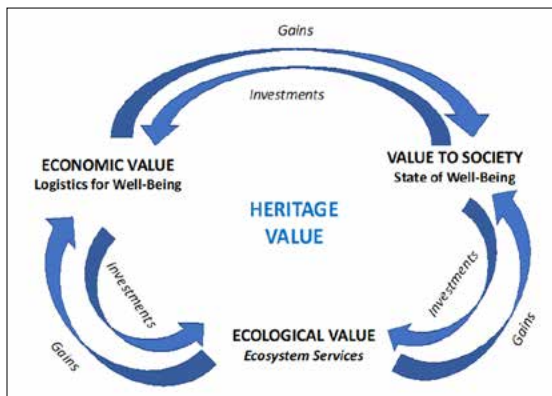 Gains
Investments
ECONOMIC VALUE
Logistics for Well-Being
VALUE TO SOCIETY
State of Well-Being
HERITAGE
VALUE
Investments
Investments
Gains
Gains
ECOLOGICAL VALUE
Ecosystem Services